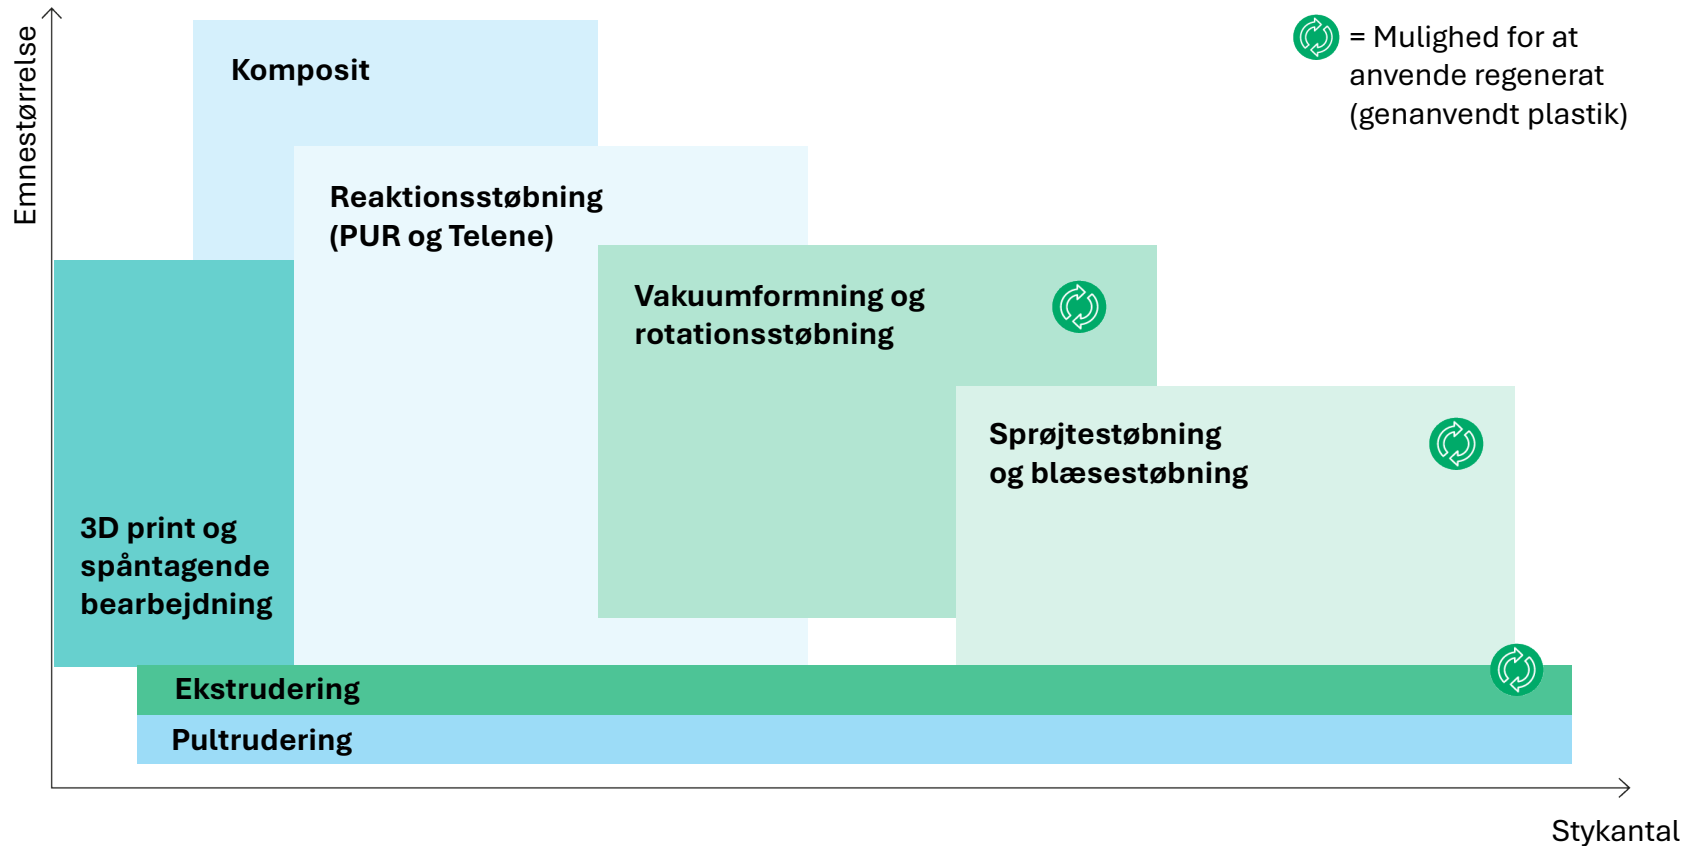 Emnestørrelse
Komposit
= Mulighed for at
anvende regenerat
(genanvendt plastik)
Reaktionsstøbning
(PUR og Telene)
Vakuumformning og
rotationsstøbning
Sprøjtestøbning
og blæsestøbning
3D print og
spåntagende
bearbejdning
Ekstrudering
Pultrudering
Stykantal